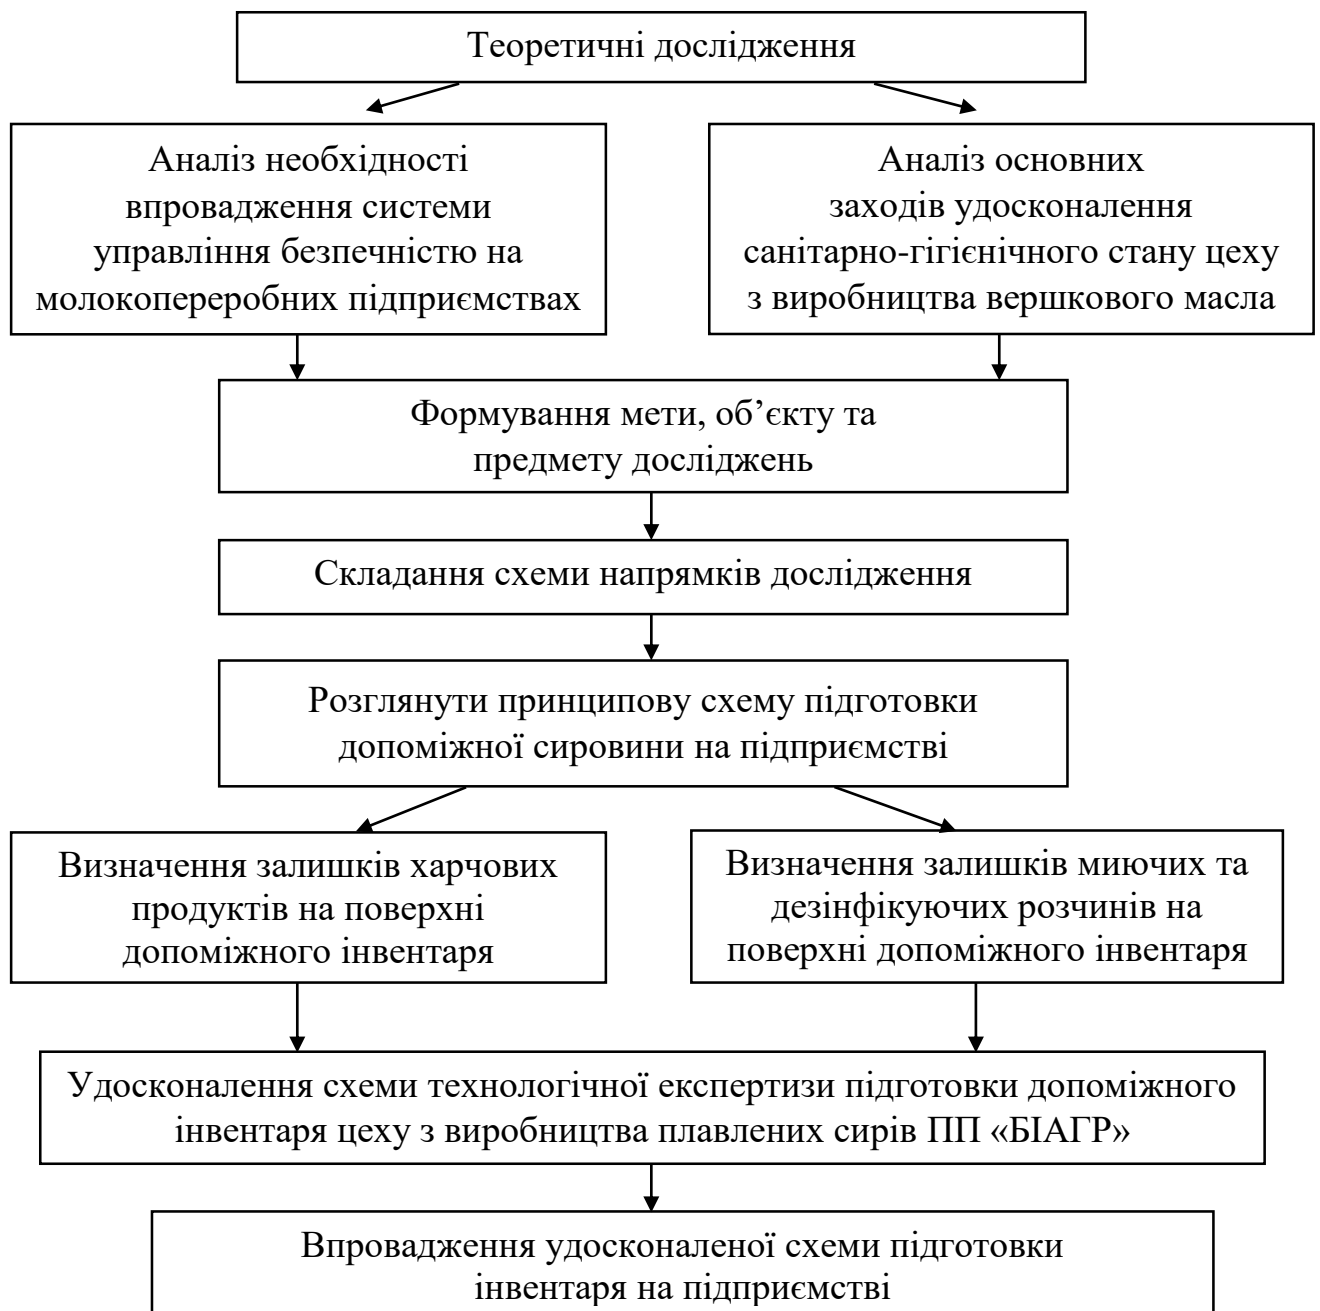 Теоретичні дослідження
Аналіз необхідності
впровадження системи
управління безпечністю на
молокопереробних підприємствах
Аналіз основних
заходів удосконалення
санітарно-гігієнічного стану цеху
з виробництва вершкового масла
Формування мети, об’єкту та
предмету досліджень
Складання схеми напрямків дослідження
Розглянути принципову схему підготовки
допоміжної сировини на підприємстві
Визначення залишків харчових
продуктів на поверхні
допоміжного інвентаря
Визначення залишків миючих та
дезінфікуючих розчинів на
поверхні допоміжного інвентаря
Удосконалення схеми технологічної експертизи підготовки допоміжного
інвентаря цеху з виробництва плавлених сирів ПП «БІАГР»
Впровадження удосконаленої схеми підготовки
інвентаря на підприємстві